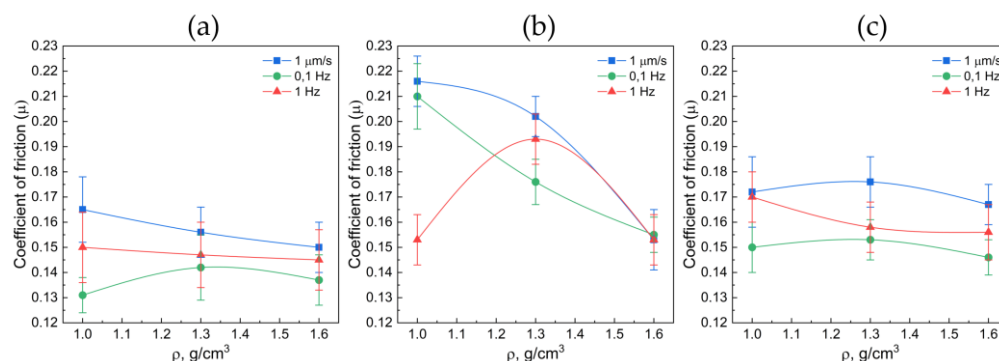 (a)
Coefficient of friction (μ)
0.23
0.22
0.21
0.20
0.19
0.18
0.17
0.16
0.15
0.14
0.13
0.12
1 μm/s
0,1 Hz
1 Hz
1.0 1.1 1.2 1.3 1.4 1.5 1.6
ρ, g/cm³
(b)
Coefficient of friction (μ)
0.23
0.22
0.21
0.20
0.19
0.18
0.17
0.16
0.15
0.14
0.13
0.12
1 μm/s
0,1 Hz
1 Hz
1.0 1.1 1.2 1.3 1.4 1.5 1.6
ρ, g/cm³
(c)
Coefficient of friction (μ)
0.23
0.22
0.21
0.20
0.19
0.18
0.17
0.16
0.15
0.14
0.13
0.12
1 μm/s
0,1 Hz
1 Hz
1.0 1.1 1.2 1.3 1.4 1.5 1.6
ρ, g/cm³